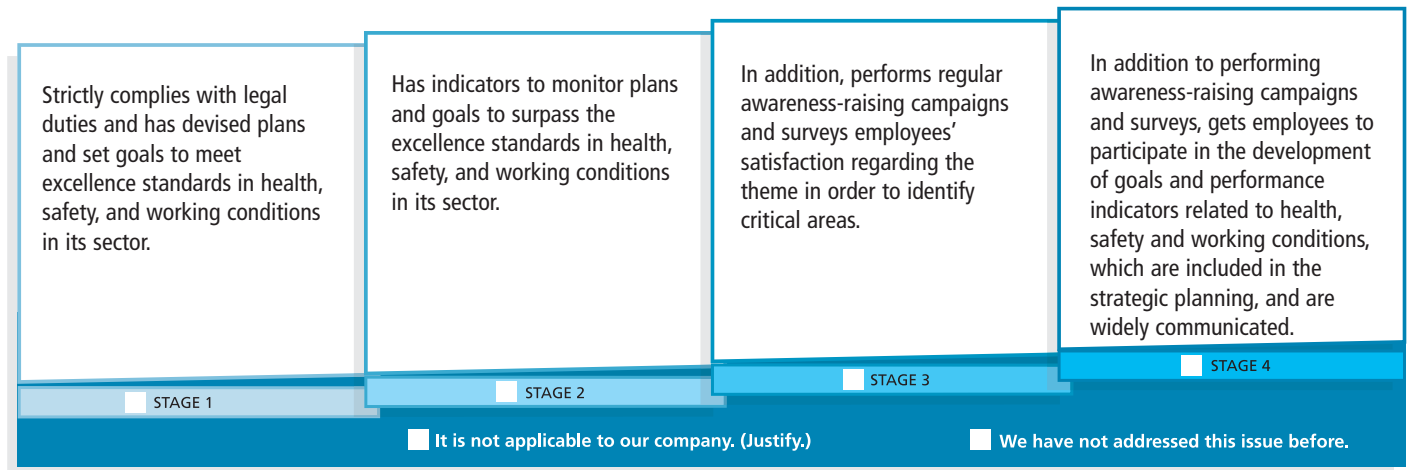 Strictly complies with legal
duties and has devised plans
and set goals to meet
excellence standards in health,
safety, and working conditions
in its sector.
STAGE 1
Has indicators to monitor plans
and goals to surpass the
excellence standards in health,
safety, and working conditions
in its sector.
STAGE 2
In addition, performs regular
awareness-raising campaigns
and surveys employees’
satisfaction regarding the
theme in order to identify
critical areas.
STAGE 3
In addition to performing
awareness-raising campaigns
and surveys, gets employees to
participate in the development
of goals and performance
indicators related to health,
safety and working conditions,
which are included in the
strategic planning, and are
widely communicated.
STAGE 4
It is not applicable to our company. (Justify.)
We have not addressed this issue before.